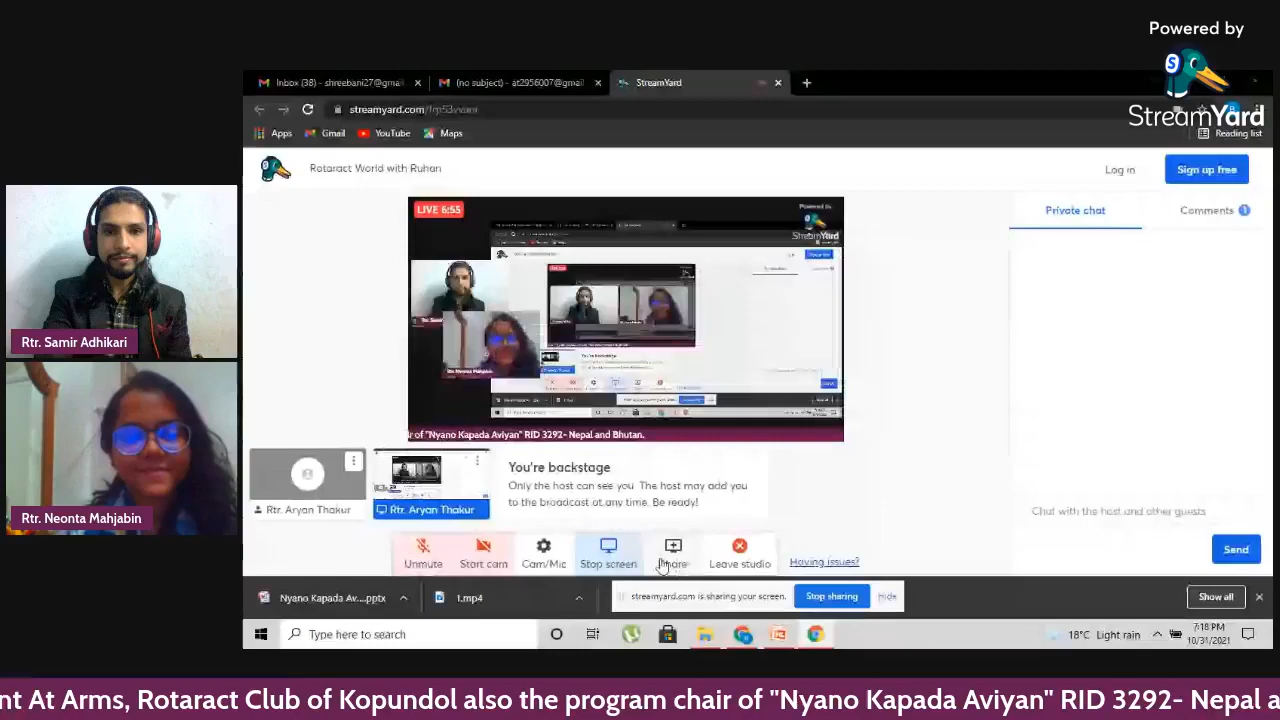 Powered by
StreamYard
Inbox (38) - shreebani27@gmai
(no subject) - at2956007@gmai
StreamYard
streamyard.com/
Apps
Gmail
YouTube
Maps
Reading list
Rotaract World with Ruhan
Log in
Sign up free
Private chat
Comments 1
LIVE 6:55
Powered by
StreamYard
of "Nyano Kapada Aviyan" RID 3292- Nepal and Bhutan.
Rtr. Samir Adhikari
Rtr. Neonta Mahjabin
Rtr. Aryan Thakur
Rtr. Aryan Thakur
You're backstage
Only the host can see you. The host may add you
to the broadcast at any time. Be ready!
Chat with the host and other guests
Send
Unmute
Start cam
Cam/Mic
Stop screen
Leave studio
Having issues?
Nyano Kapada Av....pptx
1.mp4
streamyard.com is sharing your screen.
Stop sharing
Hide
Show all
Type here to search
18°C Light rain
7:18 PM
10/31/2021
nt At Arms, Rotaract Club of Kopundol also the program chair of "Nyano Kapada Aviyan" RID 3292- Nepal a